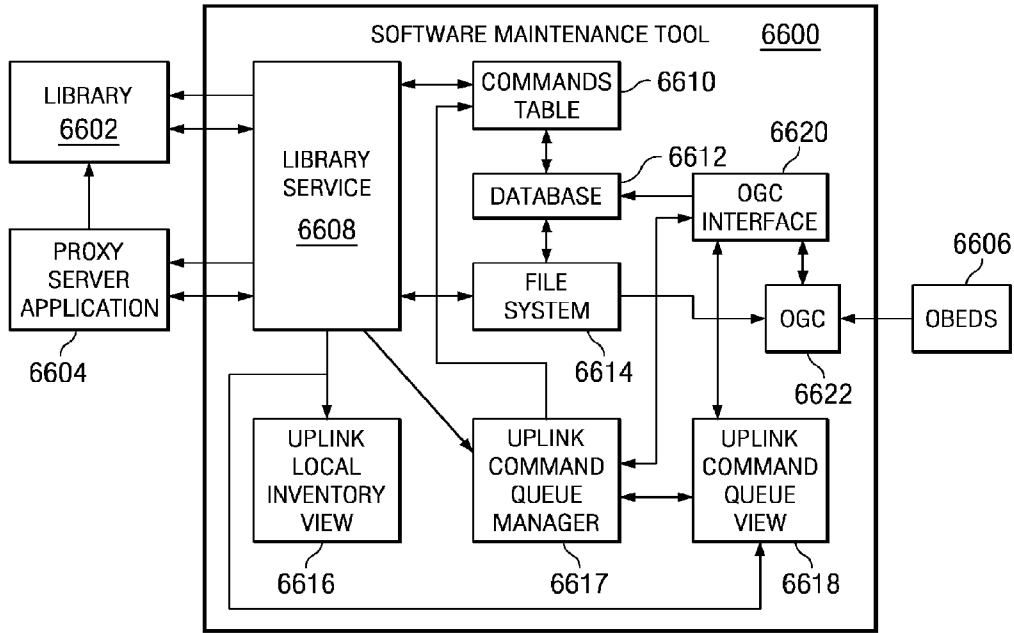 SOFTWARE MAINTENANCE TOOL
6600
LIBRARY
6602
PROXY
SERVER
APPLICATION
6604
LIBRARY
SERVICE
6608
COMMANDS
TABLE
6610
DATABASE
6612
FILE
SYSTEM
6614
OGC
INTERFACE
6620
OGC
6622
OBEDS
6606
UPLINK
LOCAL
INVENTORY
VIEW
6616
UPLINK
COMMAND
QUEUE
MANAGER
6617
UPLINK
COMMAND
QUEUE
VIEW
6618